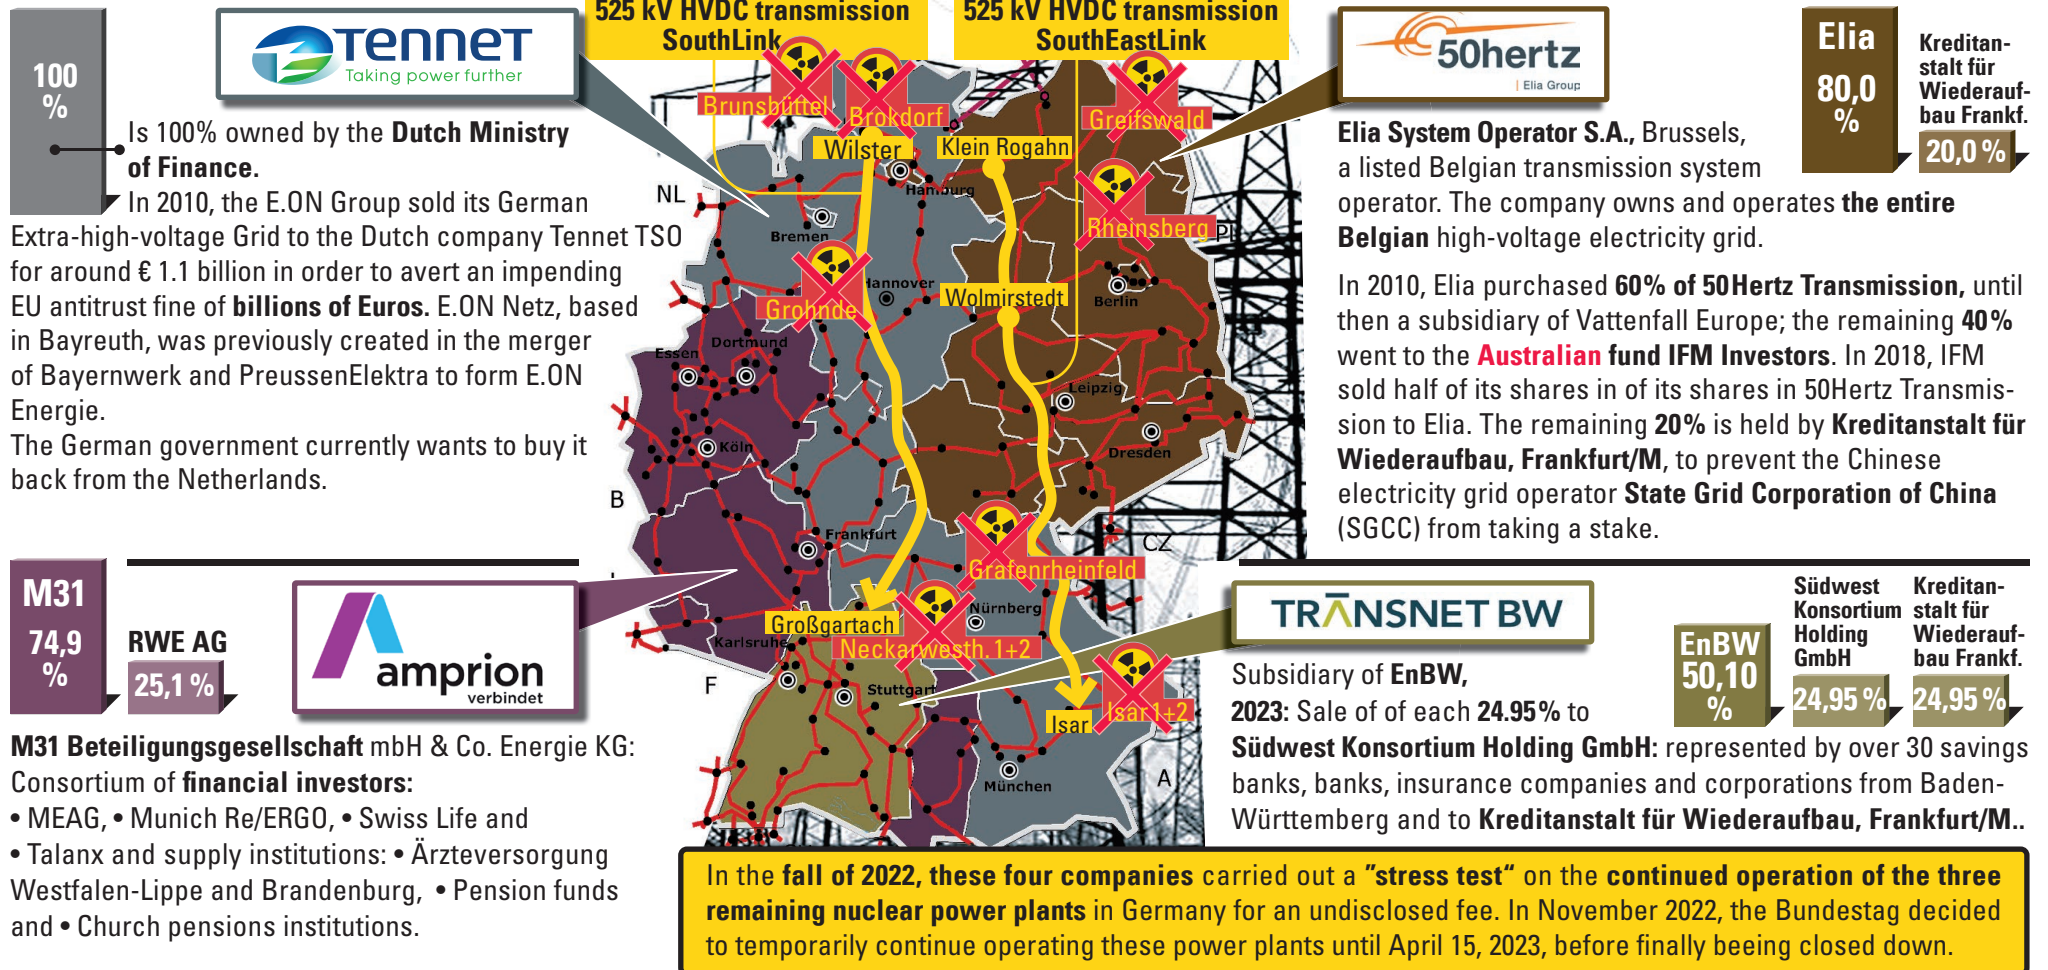 100
%
TenneT
Taking power further
Is 100% owned by the Dutch Ministry
of Finance.
In 2010, the E.ON Group sold its German
Extra-high-voltage Grid to the Dutch company Tennet TSO
for around € 1.1 billion in order to avert an impending
EU antitrust fine of billions of Euros. E.ON Netz, based
in Bayreuth, was previously created in the merger
of Bayernwerk and PreussenElektra to form E.ON
Energie.
The German government currently wants to buy it
back from the Netherlands.
525 kV HVDC transmission
SouthLink
525 kV HVDC transmission
SouthEastLink
50hertz
Elia Group
Elia
80,0
%
Kreditan-
stalt für
Wiederauf-
bau Frankf.
20,0 %
Elia System Operator S.A., Brussels,
a listed Belgian transmission system
operator. The company owns and operates the entire
Belgian high-voltage electricity grid.
In 2010, Elia purchased 60% of 50Hertz Transmission, until
then a subsidiary of Vattenfall Europe; the remaining 40%
went to the Australian fund IFM Investors. In 2018, IFM
sold half of its shares in of its shares in 50Hertz Transmis-
sion to Elia. The remaining 20% is held by Kreditanstalt für
Wiederaufbau, Frankfurt/M, to prevent the Chinese
electricity grid operator State Grid Corporation of China
(SGCC) from taking a stake.
Brunsbüttel
Brokdorf
Greifswald
Wilster
Klein Rogahn
NL
Hamburg
Rheinsberg
Bremen
Hannover
Grohnde
Wolmirstedt
Berlin
Essen
Dortmund
Leipzig
Köln
Dresden
B
Frankfurt
CZ
Grafenrheinfeld
Großgartach
Nürnberg
Karlsruhe
Neckarwesth. 1+2
F
Stuttgart
Isar
Isar 1+2
München
A
M31
74,9
%
RWE AG
25,1 %
amprion
verbindet
M31 Beteiligungsgesellschaft mbH & Co. Energie KG:
Consortium of financial investors:
• MEAG, • Munich Re/ERGO, • Swiss Life and
• Talanx and supply institutions: • Ärzteversorgung
Westfalen-Lippe and Brandenburg, • Pension funds
and • Church pensions institutions.
TRANSNET BW
EnBW
50,10
%
Südwest
Konsortium
Holding
GmbH
24,95 %
Kreditan-
stalt für
Wiederauf-
bau Frankf.
24,95 %
Subsidiary of EnBW,
2023: Sale of of each 24.95% to
Südwest Konsortium Holding GmbH: represented by over 30 savings
banks, banks, insurance companies and corporations from Baden-
Württemberg and to Kreditanstalt für Wiederaufbau, Frankfurt/M..
In the fall of 2022, these four companies carried out a ”stress test“ on the continued operation of the three
remaining nuclear power plants in Germany for an undisclosed fee. In November 2022, the Bundestag decided
to temporarily continue operating these power plants until April 15, 2023, before finally beeing closed down.